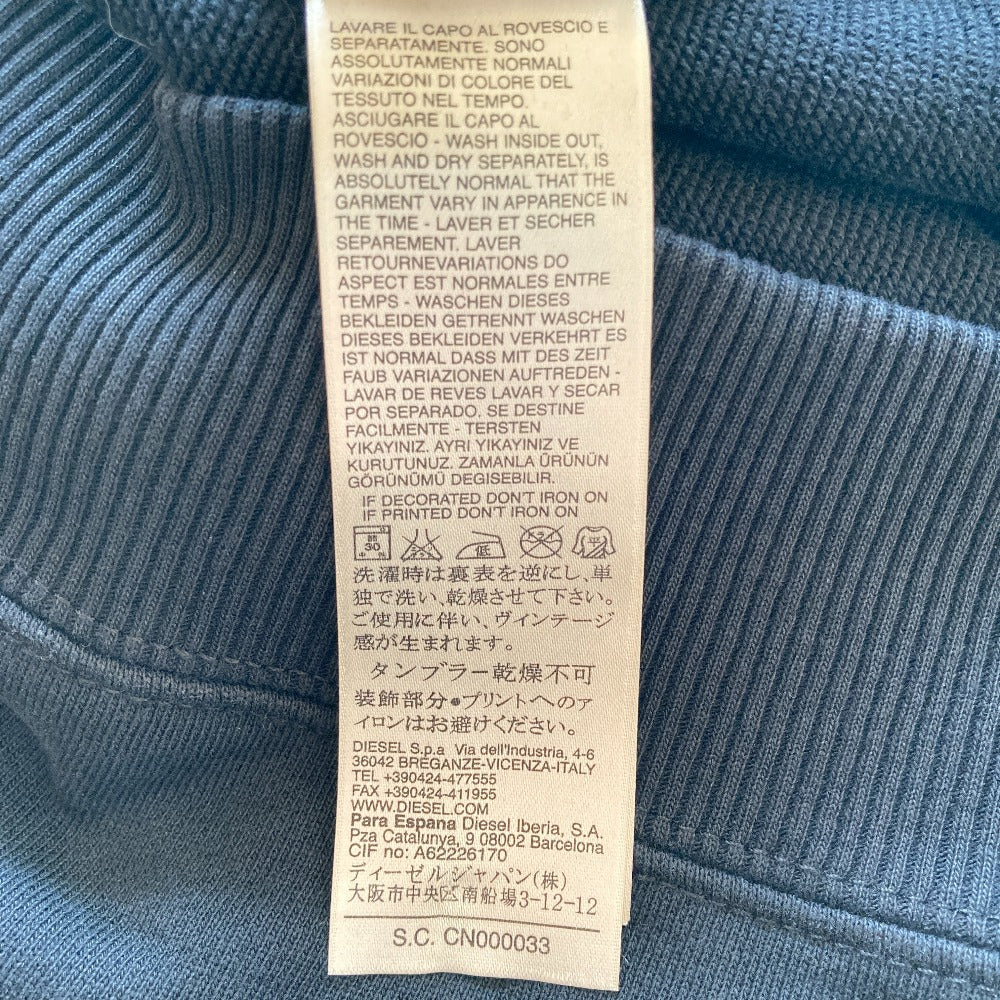 LAVARE IL CAPO AL ROVESCIO E
SEPARATAMENTE. SONO
ASSOLUTAMENTE NORMALI
VARIAZIONI DI COLORE DEL
TESSUTO NEL TEMPO.
ASCIUGARE IL CAPO AL
ROVESCIO - WASH INSIDE OUT,
WASH AND DRY SEPARATELY, IS
ABSOLUTELY NORMAL THAT THE
GARMENT VARY IN APPARENCE IN
THE TIME - LAVER ET SECHER
SEPAREMENT. LAVER
RETOURNEVARIATIONS DO
ASPECT EST NORMALES ENTRE
TEMPS - WASCHEN DIESES
BEKLEIDEN GETRENNT WASCHEN
DIESES BEKLEIDEN VERKEHRT ES
IST NORMAL DASS MIT DES ZEIT
FAUB VARIAZIONEN AUFTREDEN -
LAVAR DE REVES LAVAR Y SECAR
POR SEPARADO. SE DESTINE
FACILMENTE - TERSTEN
YIKAYINIZ. AYRI YIKAYINIZ VE
KURUTUNUZ. ZAMANLA ÜRÜNÜN
GÖRÜNÜMÜ DEGISEBILIR.
IF DECORATED DON'T IRON ON
IF PRINTED DON'T IRON ON
30 低 平
洗濯時は裏表を逆にし、単
独で洗い、乾燥させて下さい。
ご使用に伴い、ヴィンテージ
感が生まれます。
タンブラー乾燥不可
装飾部分●プリントへのア
イロンはお避けください。
DIESEL S.p.a Via dell'Industria, 4-6
36042 BREGANZE-VICENZA-ITALY
TEL +390424-477555
FAX +390424-411955
WWW.DIESEL.COM
Para Espana Diesel Iberia, S.A.
Pza Catalunya, 9 08002 Barcelona
CIF no: A62226170
ディーゼルジャパン(株)
大阪市中央区南船場3-12-12
S.C. CN000033